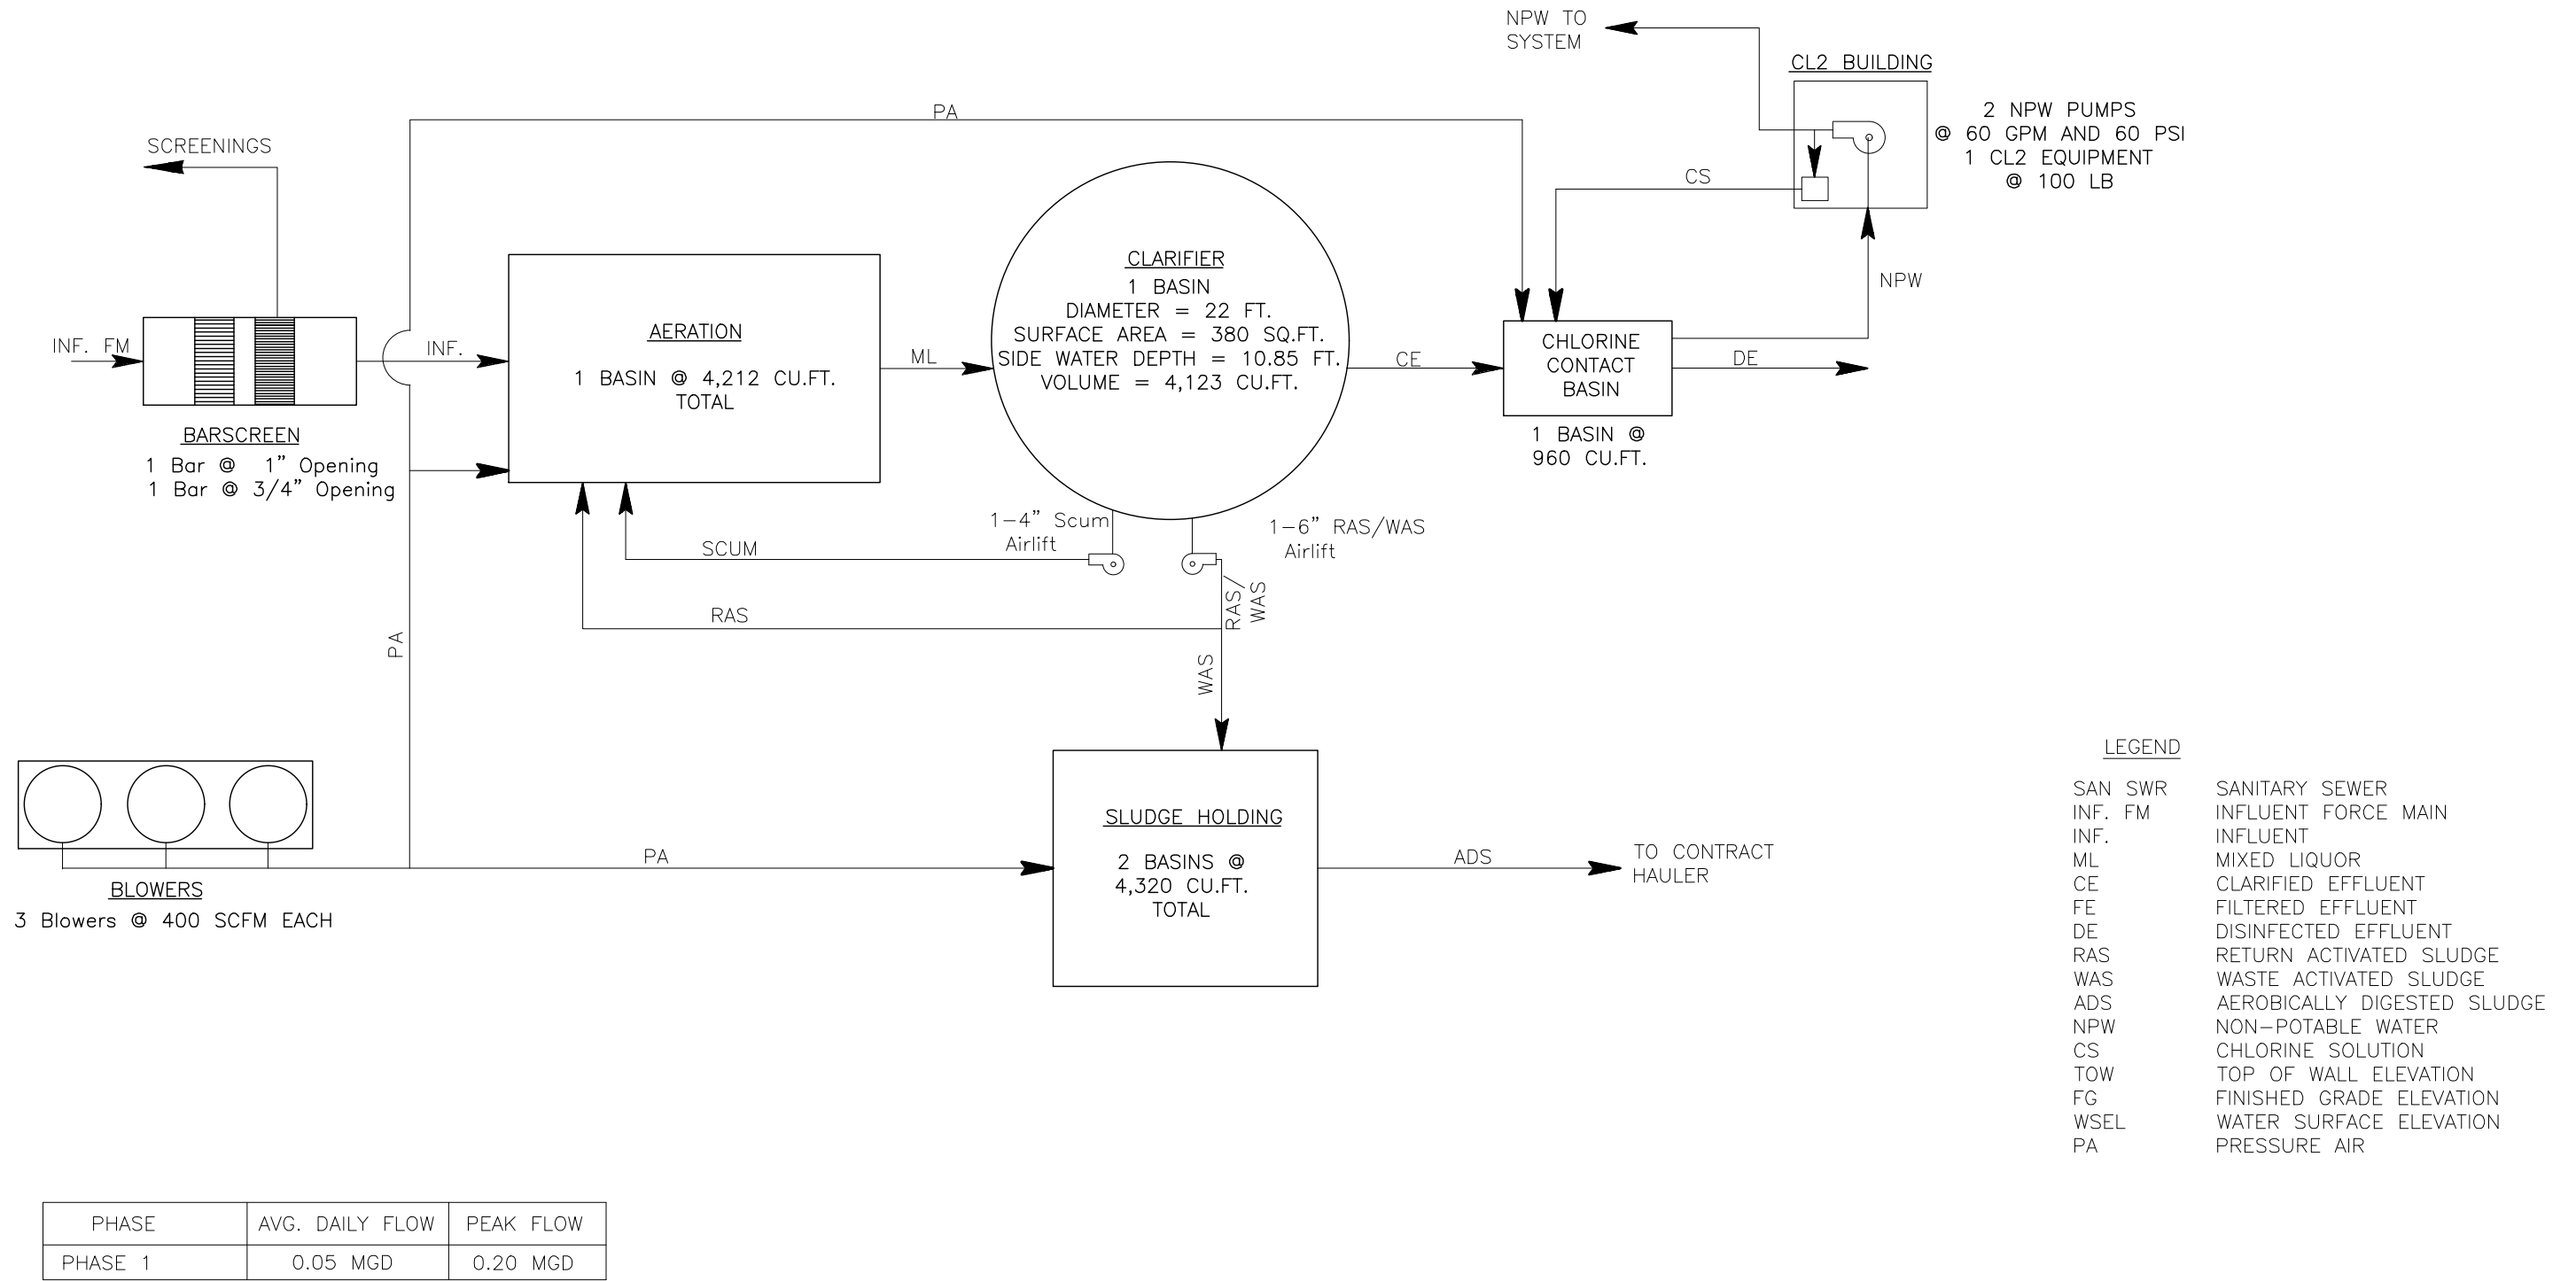 NPW TO
SYSTEM
CL2 BUILDING
2 NPW PUMPS
@ 60 GPM AND 60 PSI
1 CL2 EQUIPMENT
@ 100 LB
PA
SCREENINGS
CS
NPW
INF. FM
INF.
BARSCREEN
1 Bar @ 1" Opening
1 Bar @ 3/4" Opening
AERATION
1 BASIN @ 4,212 CU.FT.
TOTAL
ML
CLARIFIER
1 BASIN
DIAMETER = 22 FT.
SURFACE AREA = 380 SQ.FT.
SIDE WATER DEPTH = 10.85 FT.
VOLUME = 4,123 CU.FT.
CE
CHLORINE
CONTACT
BASIN
1 BASIN @
960 CU.FT.
DE
1-4" Scum
Airlift
1-6" RAS/WAS
Airlift
SCUM
RAS
RAS/
WAS
WAS
PA
BLOWERS
3 Blowers @ 400 SCFM EACH
PA
SLUDGE HOLDING
2 BASINS @
4,320 CU.FT.
TOTAL
ADS
TO CONTRACT
HAULER
LEGEND
SAN SWR SANITARY SEWER
INF. FM INFLUENT FORCE MAIN
INF. INFLUENT
ML MIXED LIQUOR
CE CLARIFIED EFFLUENT
FE FILTERED EFFLUENT
DE DISINFECTED EFFLUENT
RAS RETURN ACTIVATED SLUDGE
WAS WASTE ACTIVATED SLUDGE
ADS AEROBICALLY DIGESTED SLUDGE
NPW NON-POTABLE WATER
CS CHLORINE SOLUTION
TOW TOP OF WALL ELEVATION
FG FINISHED GRADE ELEVATION
WSEL WATER SURFACE ELEVATION
PA PRESSURE AIR
PHASE AVG. DAILY FLOW PEAK FLOW
PHASE 1 0.05 MGD 0.20 MGD